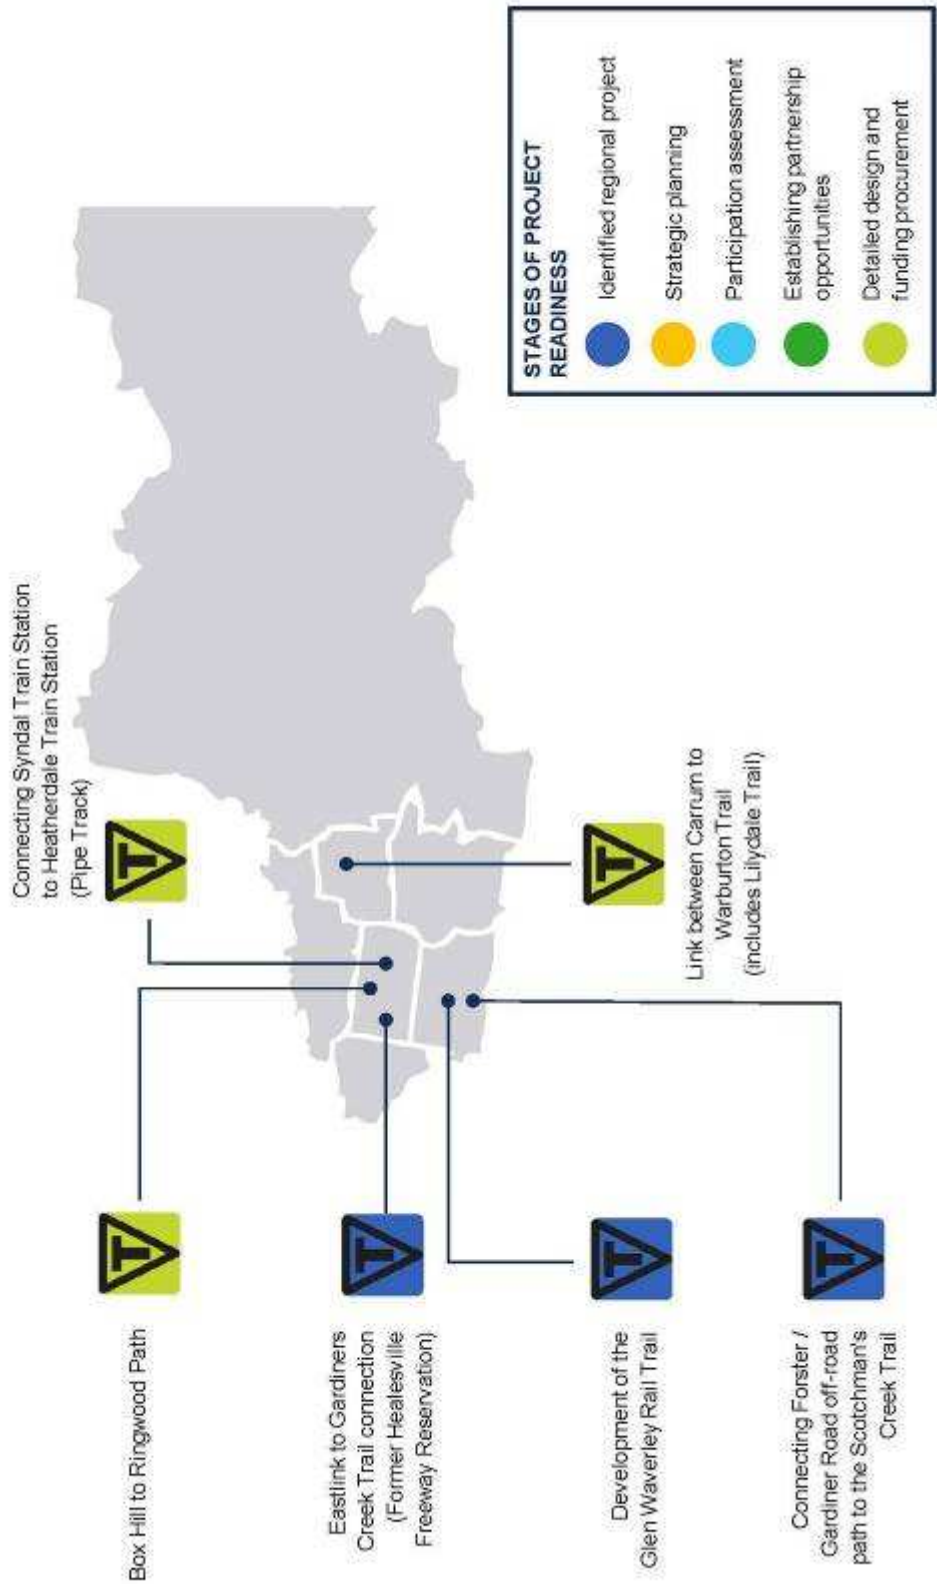 Connecting Syndal Train Station
to Heatherdale Train Station
(Pipe Track)
T
Box Hill to Ringwood Path
T
Eastlink to Gardiners
Creek Trail connection
(Former Healesville
Freeway Reservation)
T
Development of the
Glen Waverley Rail Trail
T
Connecting Forster /
Gardiner Road off-road
path to the Scotchman's
Creek Trail
T
T
Link between Carrum to
Warburton Trail
(includes Lilydale Trail)
STAGES OF PROJECT
READINESS
Identified regional project
Strategic planning
Participation assessment
Establishing partnership
opportunities
Detailed design and
funding procurement